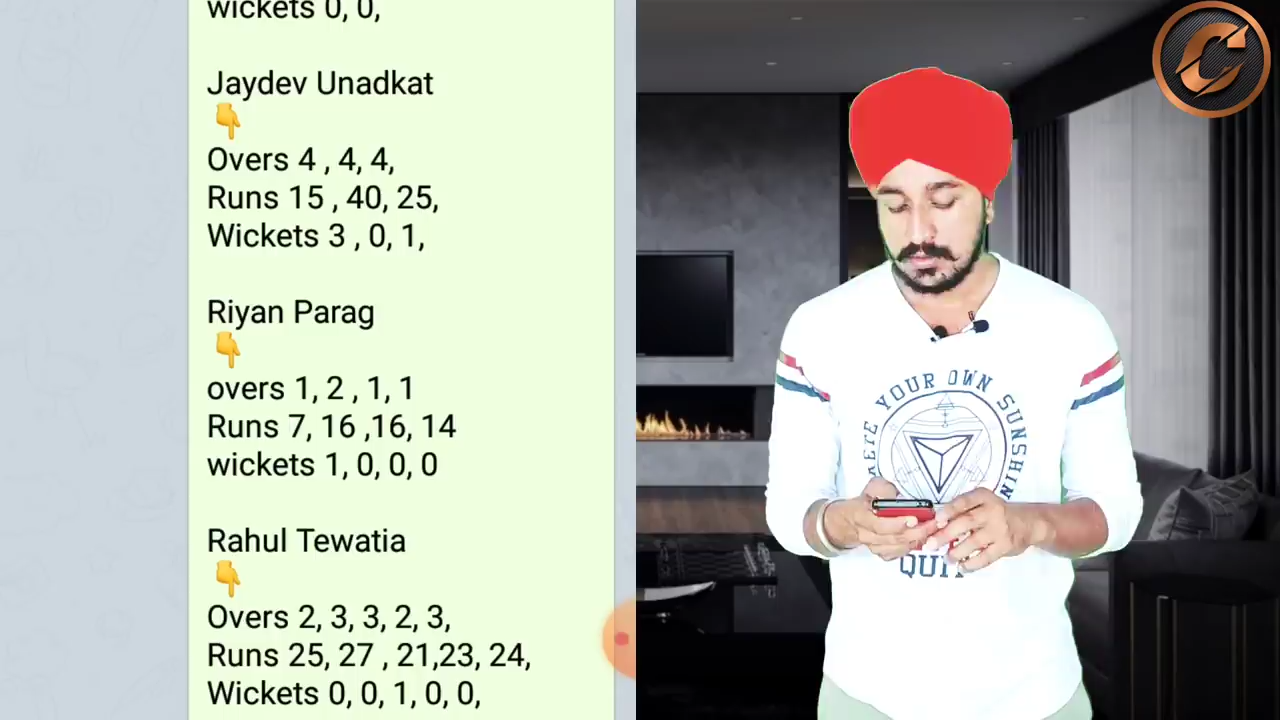 wickets 0, 0,
Jaydev Unadkat
👇
Overs 4 , 4, 4,
Runs 15 , 40, 25,
Wickets 3 , 0, 1,
Riyan Parag
👇
overs 1, 2 , 1, 1
Runs 7, 16 ,16, 14
wickets 1, 0, 0, 0
Rahul Tewatia
👇
Overs 2, 3, 3, 2, 3,
Runs 25, 27 , 21,23, 24,
Wickets 0, 0, 1, 0, 0,
YOUR OWN